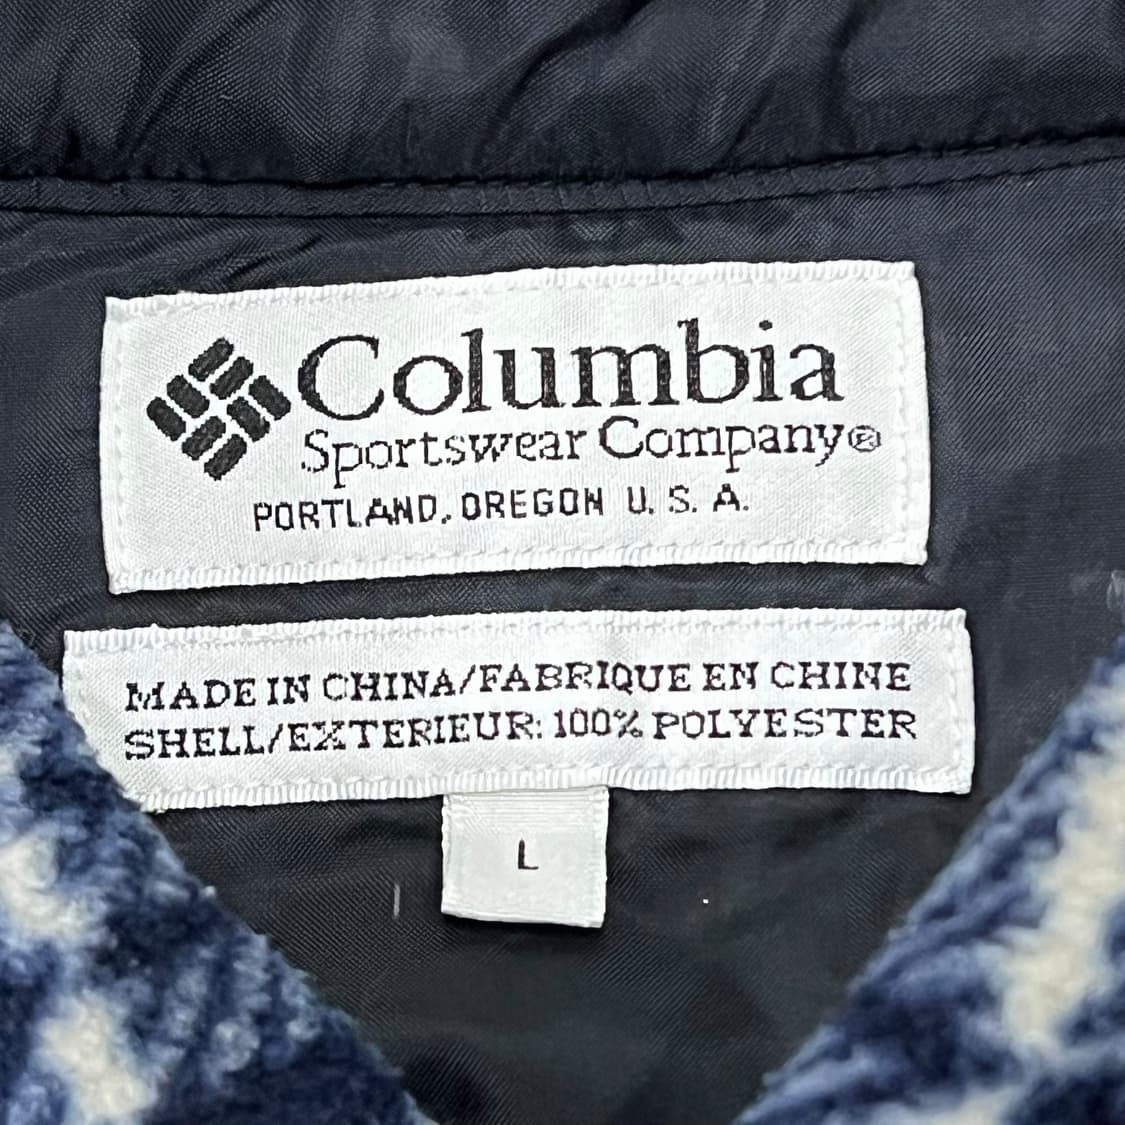 Columbia
Sportswear Company®
PORTLAND, OREGON U. S. A.
MADE IN CHINA/FABRIQUE EN CHINE
SHELL/EXTERIEUR: 100% POLYESTER
L